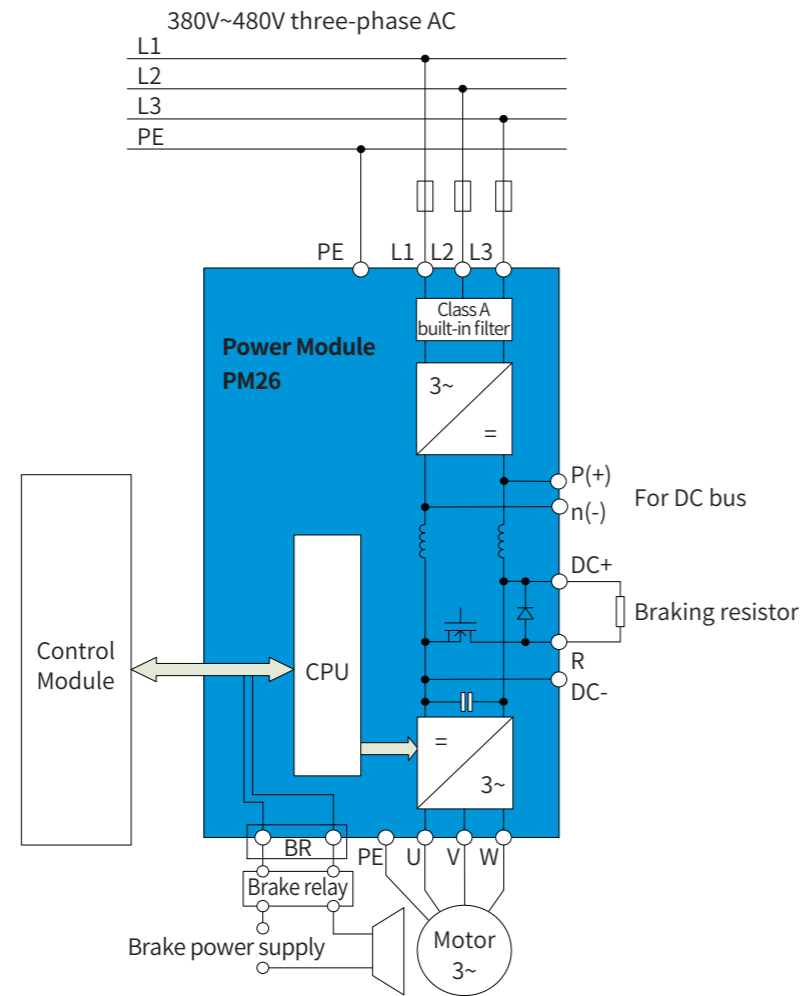 380V~480V three-phase AC
L1
L2
L3
PE
PE L1 L2 L3
Class A
built-in filter
Power Module
PM26
3~
=
P(+)
n(-)
For DC bus
DC+
Braking resistor
R
DC-
Control
Module
CPU
=
3~
BR
PE U V W
Brake relay
Brake power supply
Motor
3~